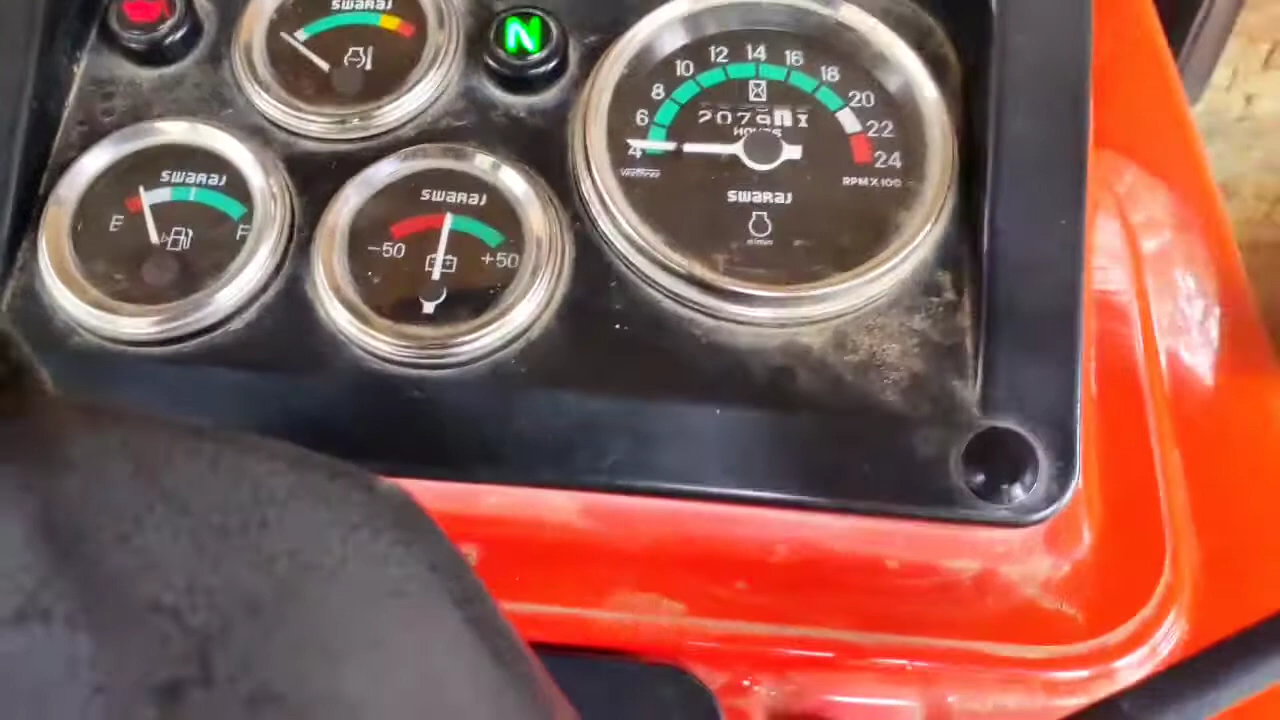 SWARAJ
N
4 6 8 10 12 14 16 18 20 22 24
HOURS
RPM X 100
SWARAJ
SWARAJ
E F
SWARAJ
-50 +50